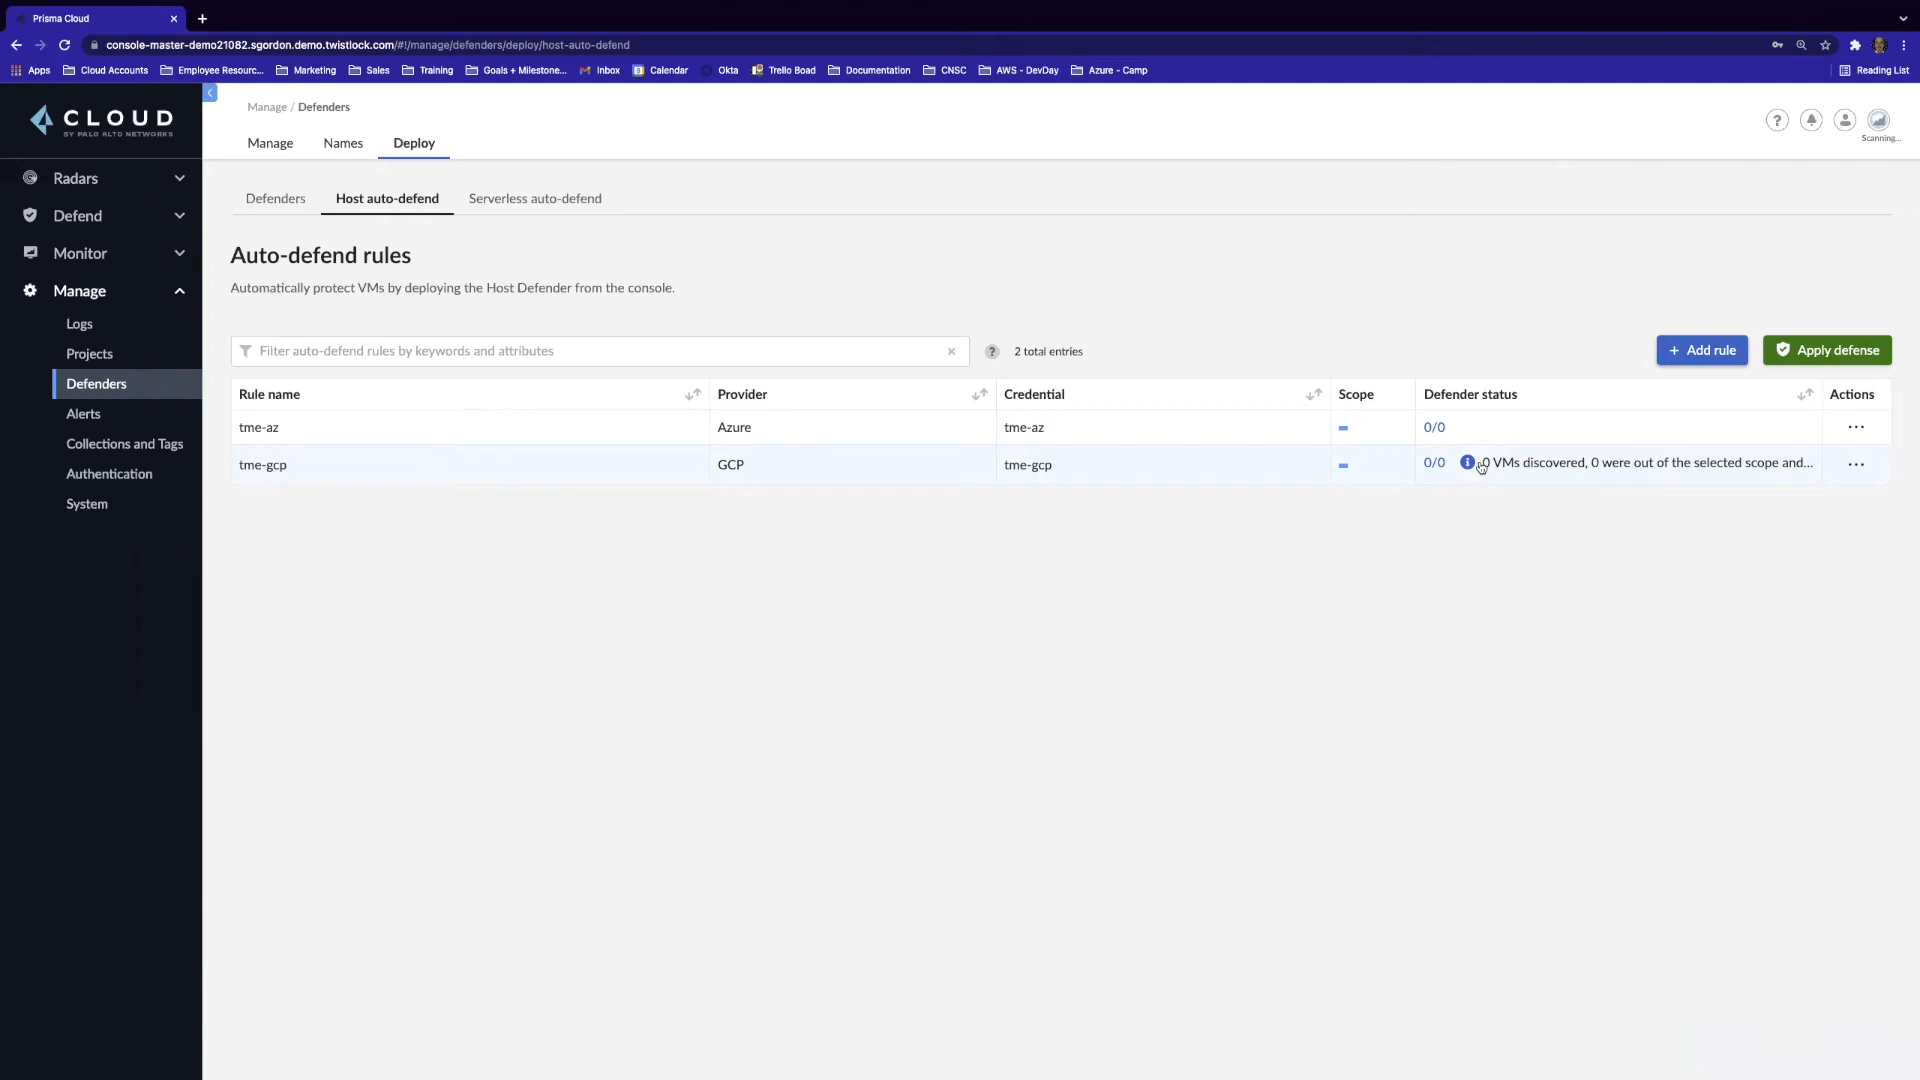 Prisma Cloud
console-master-demo21082.sgordon.demo.twistlock.com/#!/manage/defenders/deploy/host-auto-defend
Apps Cloud Accounts Employee Resourc... Marketing Sales Training Goals + Milestone... Inbox Calendar Okta Trello Boad Documentation CNSC AWS - DevDay Azure - Camp Reading List
CLOUD
BY PALO ALTO NETWORKS
Radars
Defend
Monitor
Manage
Logs
Projects
Defenders
Alerts
Collections and Tags
Authentication
System
Manage / Defenders
Manage Names Deploy
Scanning...
Defenders Host auto-defend Serverless auto-defend
Auto-defend rules
Automatically protect VMs by deploying the Host Defender from the console.
Filter auto-defend rules by keywords and attributes
? 2 total entries
+ Add rule
Apply defense
Rule name Provider Credential Scope Defender status Actions
tme-az Azure tme-az 0/0
tme-gcp GCP tme-gcp 0/0 0 VMs discovered, 0 were out of the selected scope and...